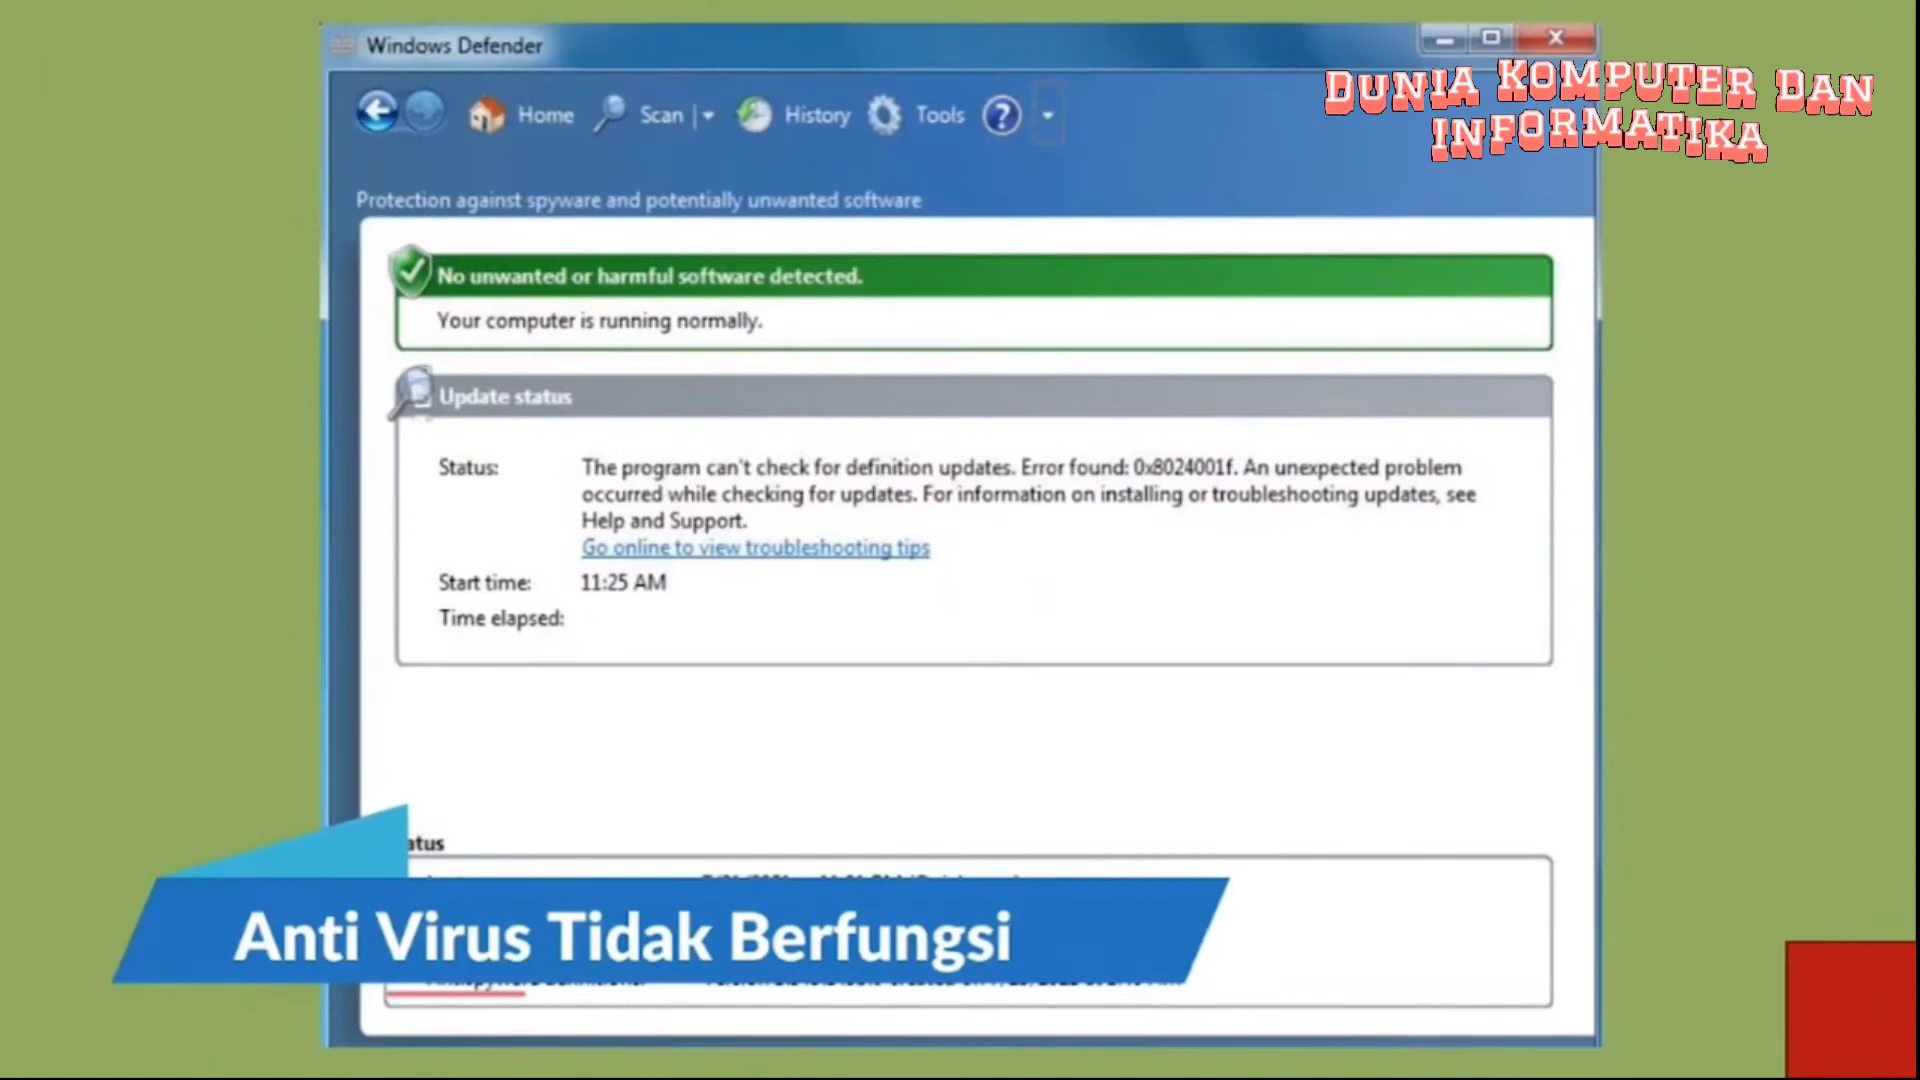 Windows Defender
DUNIA KOMPUTER DAN
INFORMATIKA
Home Scan History Tools
Protection against spyware and potentially unwanted software
No unwanted or harmful software detected.
Your computer is running normally.
Update status
Status: The program can't check for definition updates. Error found: 0x8024001f. An unexpected problem
occurred while checking for updates. For information on installing or troubleshooting updates, see
Help and Support.
Go online to view troubleshooting tips
Start time: 11:25 AM
Time elapsed:
Anti Virus Tidak Berfungsi